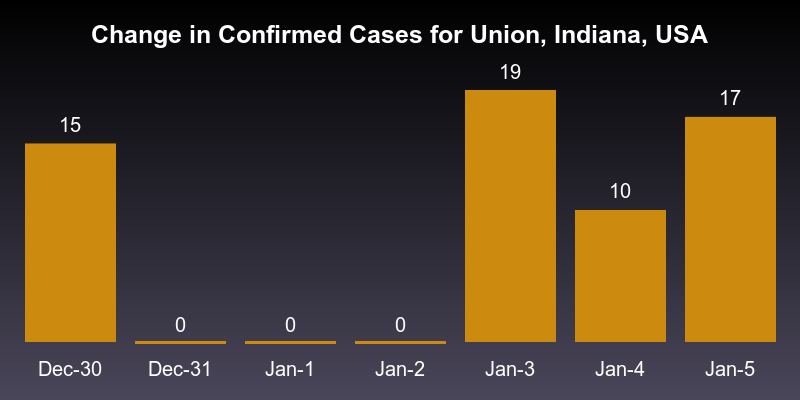 Change in Confirmed Cases for Union, Indiana, USA
15
0
0
0
19
10
17
Dec-30
Dec-31
Jan-1
Jan-2
Jan-3
Jan-4
Jan-5